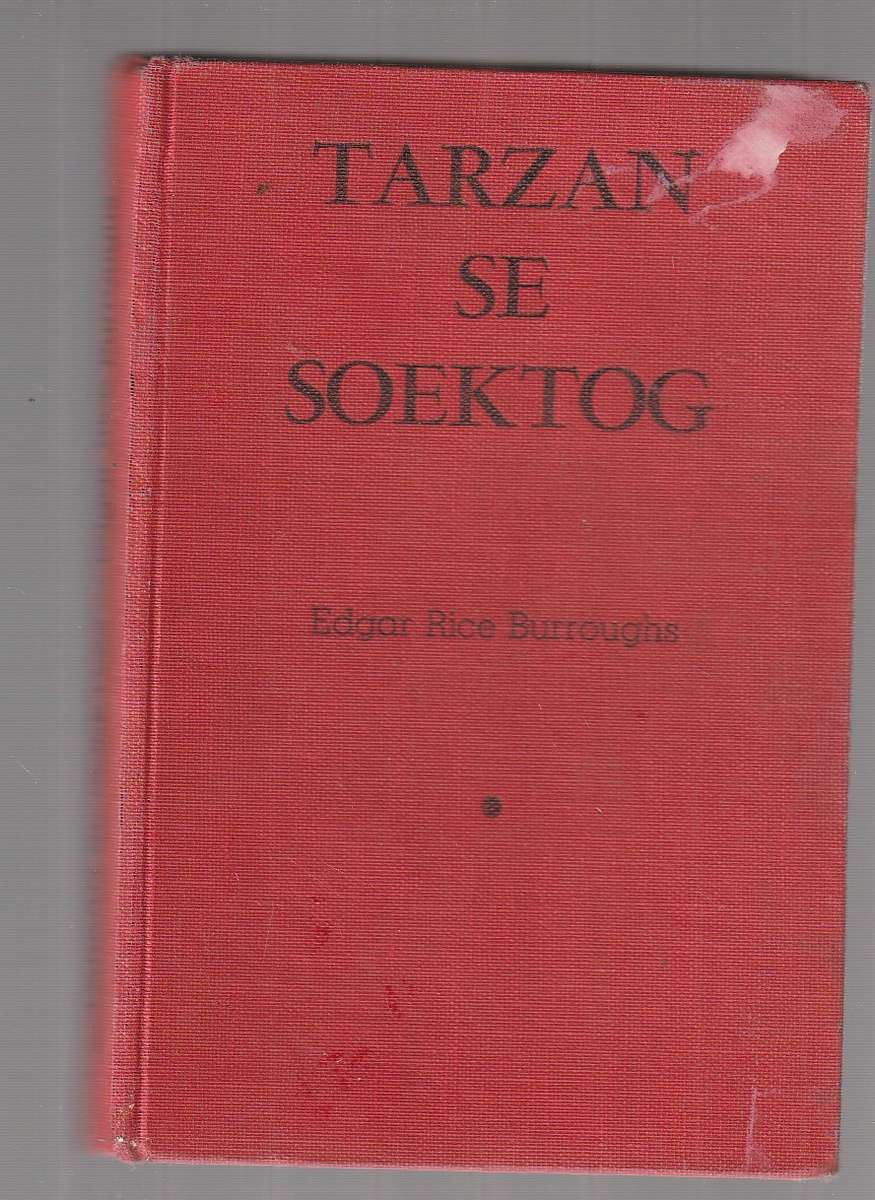 TARZAN
SE
SOEKTOG
Edgar Rice Burroughs